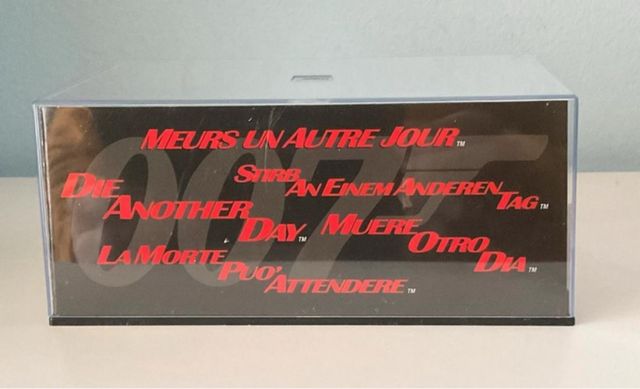 007
MEURS UN AUTRE JOUR™
STIRB AN EINEM ANDEREN TAG™
DIE ANOTHER DAY™
MUERE OTRO DIA™
LA MORTE PUO' ATTENDERE™